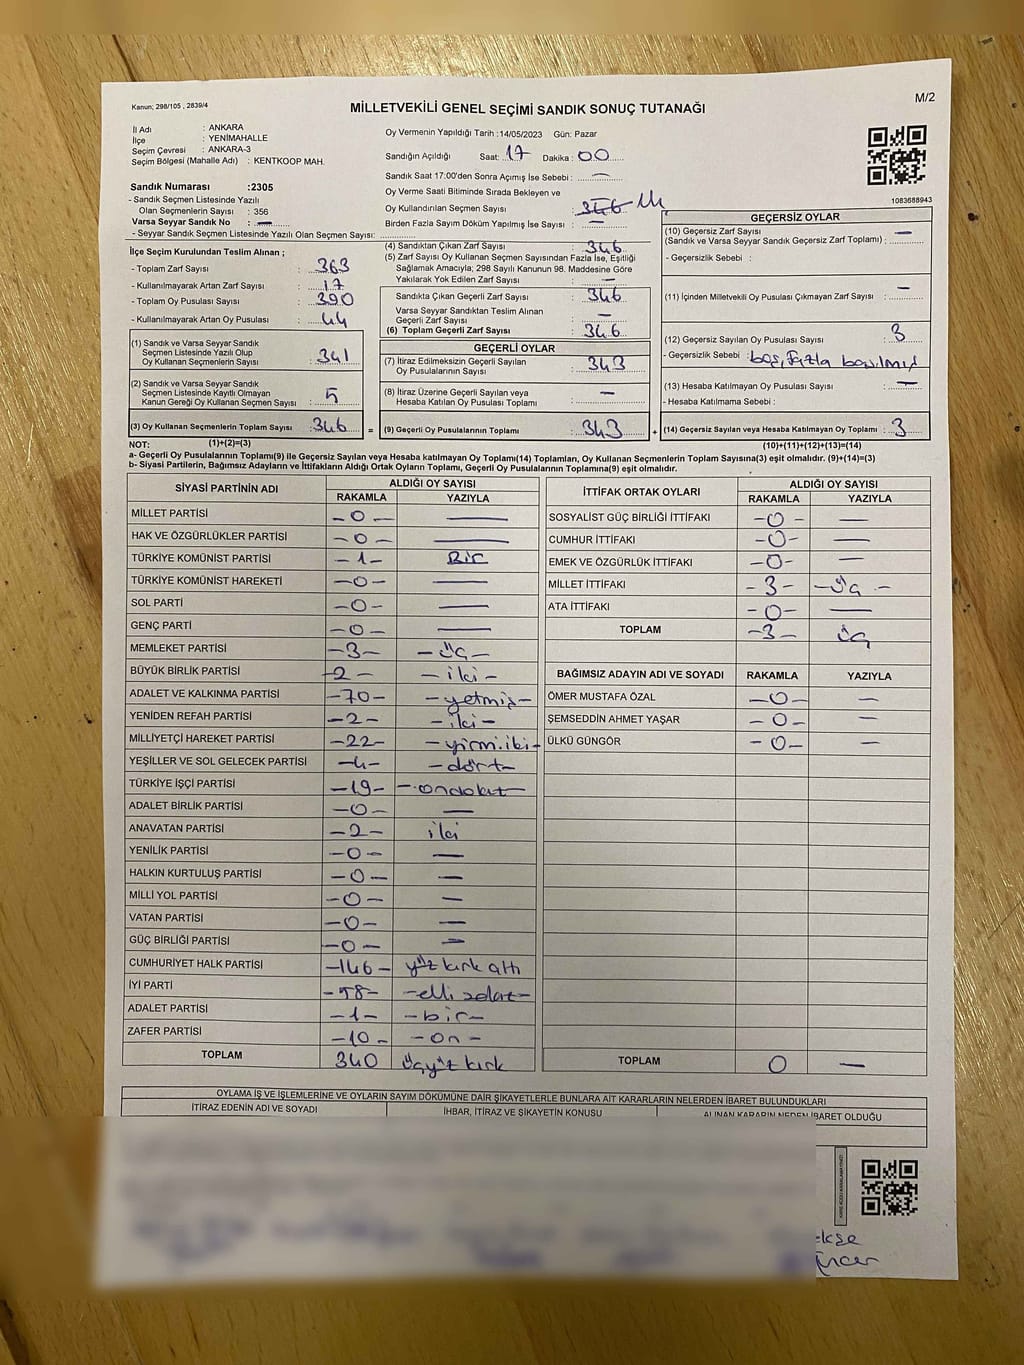 Kanun; 298/105 , 2839/4
M/2
MİLLETVEKİLİ GENEL SEÇİMİ SANDIK SONUÇ TUTANAĞI
İl Adı : ANKARA
İlçe : YENİMAHALLE
Seçim Çevresi : ANKARA-3
Seçim Bölgesi (Mahalle Adı) : KENTKOOP MAH.
Sandık Numarası :2305
- Sandık Seçmen Listesinde Yazılı
Olan Seçmenlerin Sayısı : 356
Varsa Seyyar Sandık No : —
- Seyyar Sandık Seçmen Listesinde Yazılı Olan Seçmen Sayısı:
Oy Vermenin Yapıldığı Tarih :14/05/2023 Gün: Pazar
Sandığın Açıldığı Saat: 17 Dakika : 00
Sandık Saat 17:00'den Sonra Açımış İse Sebebi : —
Oy Verme Saati Bitiminde Sırada Bekleyen ve
Oy Kullandırılan Seçmen Sayısı :
Birden Fazla Sayım Döküm Yapılmış İse Sayısı : —
1083688943
İlçe Seçim Kurulundan Teslim Alınan ;
- Toplam Zarf Sayısı : 363
- Kullanılmayarak Artan Zarf Sayısı : 17
- Toplam Oy Pusulası Sayısı : 390
- Kullanılmayarak Artan Oy Pusulası : 44
(1) Sandık ve Varsa Seyyar Sandık
Seçmen Listesinde Yazılı Olup
Oy Kullanan Seçmenlerin Sayısı : 341
(2) Sandık ve Varsa Seyyar Sandık
Seçmen Listesinde Kayıtlı Olmayan
Kanun Gereği Oy Kullanan Seçmen Sayısı : 5
(3) Oy Kullanan Seçmenlerin Toplam Sayısı : 346 =
(4) Sandıktan Çıkan Zarf Sayısı : 346
(5) Zarf Sayısı Oy Kullanan Seçmen Sayısından Fazla İse, Eşitliği
Sağlamak Amacıyla; 298 Sayılı Kanunun 98. Maddesine Göre
Yakılarak Yok Edilen Zarf Sayısı : —
Sandıkta Çıkan Geçerli Zarf Sayısı : 346
Varsa Seyyar Sandıktan Teslim Alınan
Geçerli Zarf Sayısı : —
(6) Toplam Geçerli Zarf Sayısı : 346
GEÇERLİ OYLAR
(7) İtiraz Edilmeksizin Geçerli Sayılan
Oy Pusulalarının Sayısı : 343
(8) İtiraz Üzerine Geçerli Sayılan veya
Hesaba Katılan Oy Pusulası Toplamı : —
(9) Geçerli Oy Pusulalarının Toplamı : 343 +
GEÇERSİZ OYLAR
(10) Geçersiz Zarf Sayısı
(Sandık ve Varsa Seyyar Sandık Geçersiz Zarf Toplamı) : —
- Geçersizlik Sebebi :
(11) İçinden Milletvekili Oy Pusulası Çıkmayan Zarf Sayısı : —
(12) Geçersiz Sayılan Oy Pusulası Sayısı : 3
- Geçersizlik Sebebi : boş, fazla basılmış
(13) Hesaba Katılmayan Oy Pusulası Sayısı : —
- Hesaba Katılmama Sebebi :
(14) Geçersiz Sayılan veya Hesaba Katılmayan Oy Toplamı : 3
NOT: (1)+(2)=(3) (10)+(11)+(12)+(13)=(14)
a- Geçerli Oy Pusulalarının Toplamı(9) ile Geçersiz Sayılan veya hesaba katılmayan Oy Toplamı(14) Toplamları, Oy Kullanan Seçmenlerin Toplam Sayısına(3) eşit olmalıdır. (9)+(14)=(3)
b- Siyasi Partilerin, Bağımsız Adayların ve İttifakların Aldığı Ortak Oyların Toplamı, Geçerli Oy Pusulalarının Toplamına(9) eşit olmalıdır.
SİYASİ PARTİNİN ADI ALDIĞI OY SAYISI
RAKAMLA YAZIYLA
MİLLET PARTİSİ -0- —
HAK VE ÖZGÜRLÜKLER PARTİSİ -0- —
TÜRKİYE KOMÜNİST PARTİSİ -1- Bir
TÜRKİYE KOMÜNİST HAREKETİ -0- —
SOL PARTİ -0- —
GENÇ PARTİ -0- —
MEMLEKET PARTİSİ -3- -üç-
BÜYÜK BİRLİK PARTİSİ -2- -iki-
ADALET VE KALKINMA PARTİSİ -70- -yetmiş-
YENİDEN REFAH PARTİSİ -2- -iki-
MİLLİYETÇİ HAREKET PARTİSİ -22- -yirmi iki-
YEŞİLLER VE SOL GELECEK PARTİSİ -4- -dört-
TÜRKİYE İŞÇİ PARTİSİ -19- -ondokuz-
ADALET BİRLİK PARTİSİ -0- —
ANAVATAN PARTİSİ -2- iki
YENİLİK PARTİSİ -0- —
HALKIN KURTULUŞ PARTİSİ -0- —
MİLLİ YOL PARTİSİ -0- —
VATAN PARTİSİ -0- —
GÜÇ BİRLİĞİ PARTİSİ -0- —
CUMHURİYET HALK PARTİSİ -146- yüz kırk altı
İYİ PARTİ -58- -elli sekiz-
ADALET PARTİSİ -1- -bir-
ZAFER PARTİSİ -10- -on-
TOPLAM 340 üçyüz kırk
İTTİFAK ORTAK OYLARI ALDIĞI OY SAYISI
RAKAMLA YAZIYLA
SOSYALİST GÜÇ BİRLİĞİ İTTİFAKI -0- —
CUMHUR İTTİFAKI -0- —
EMEK VE ÖZGÜRLÜK İTTİFAKI -0- —
MİLLET İTTİFAKI -3- -üç-
ATA İTTİFAKI -0- —
TOPLAM -3- üç
BAĞIMSIZ ADAYIN ADI VE SOYADI RAKAMLA YAZIYLA
ÖMER MUSTAFA ÖZAL -0- —
ŞEMSEDDİN AHMET YAŞAR -0- —
ÜLKÜ GÜNGÖR -0- —
TOPLAM 0 —
OYLAMA İŞ VE İŞLEMLERİNE VE OYLARIN SAYIM DÖKÜMÜNE DAİR ŞİKAYETLERLE BUNLARA AİT KARARLARIN NELERDEN İBARET BULUNDUKLARI
İTİRAZ EDENİN ADI VE SOYADI İHBAR, İTİRAZ VE ŞİKAYETİN KONUSU ALINAN KARARIN NEDEN İBARET OLDUĞU